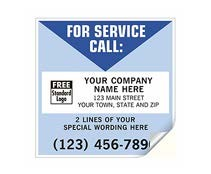 FOR SERVICE
CALL:
FREE
Standard
Logo
YOUR COMPANY
NAME HERE
123 MAIN STREET
YOUR TOWN, STATE AND ZIP
2 LINES OF YOUR
SPECIAL WORDING HERE
(123) 456-789